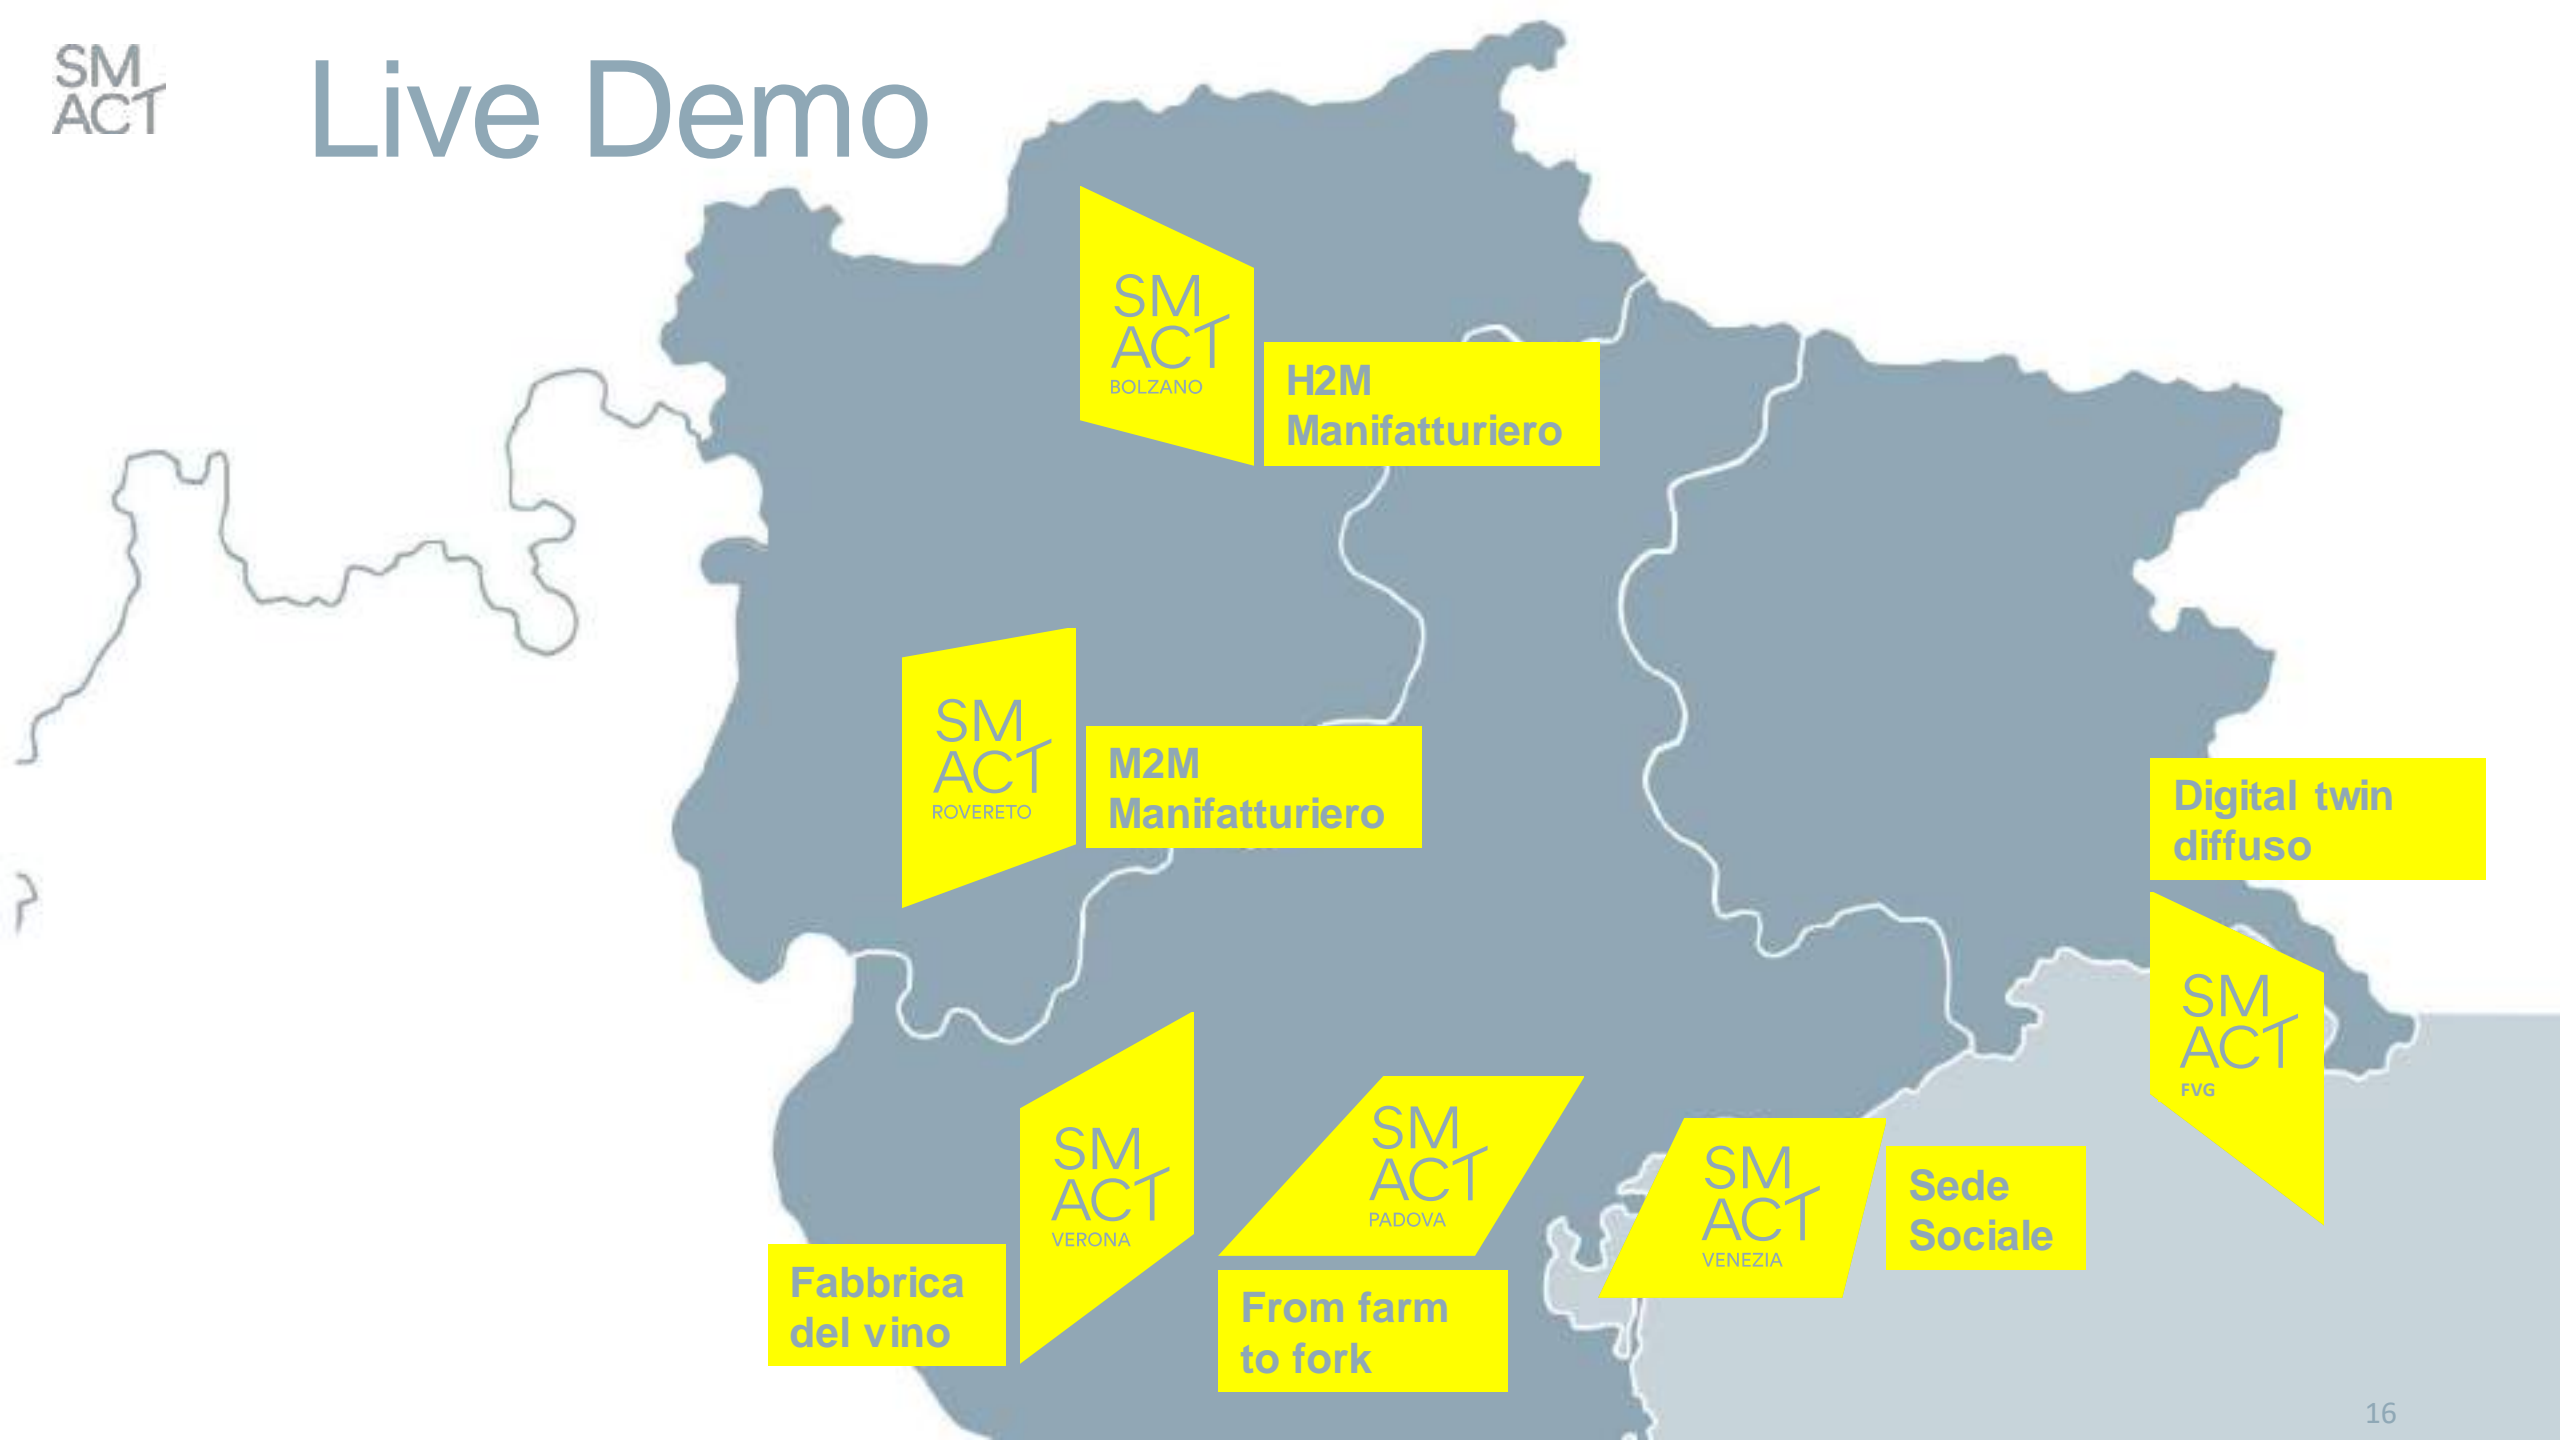 SM
ACT
Live Demo
SM
ACT
BOLZANO
H2M
Manifatturiero
SM
ACT
ROVERETO
M2M
Manifatturiero
Digital twin
diffuso
SM
ACT
FVG
SM
ACT
VERONA
Fabbrica
del vino
SM
ACT
PADOVA
From farm
to fork
SM
ACT
VENEZIA
Sede
Sociale
16